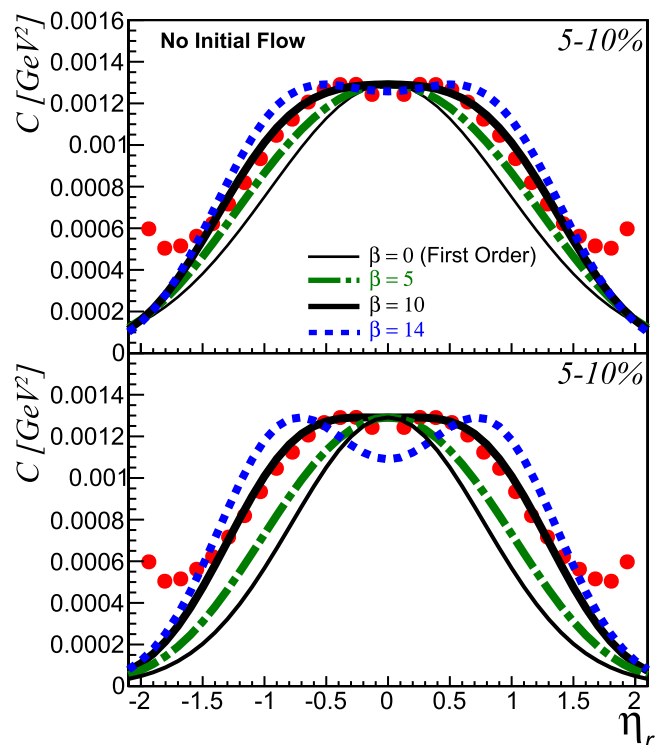 0.0016
No Initial Flow
5-10%
C [GeV²]
0.0014
0.0012
0.001
0.0008
0.0006
0.0004
0.0002
0
β = 0 (First Order)
β = 5
β = 10
β = 14
5-10%
C [GeV²]
0.0014
0.0012
0.001
0.0008
0.0006
0.0004
0.0002
0
-2 -1.5 -1 -0.5 0 0.5 1 1.5 2
η_r